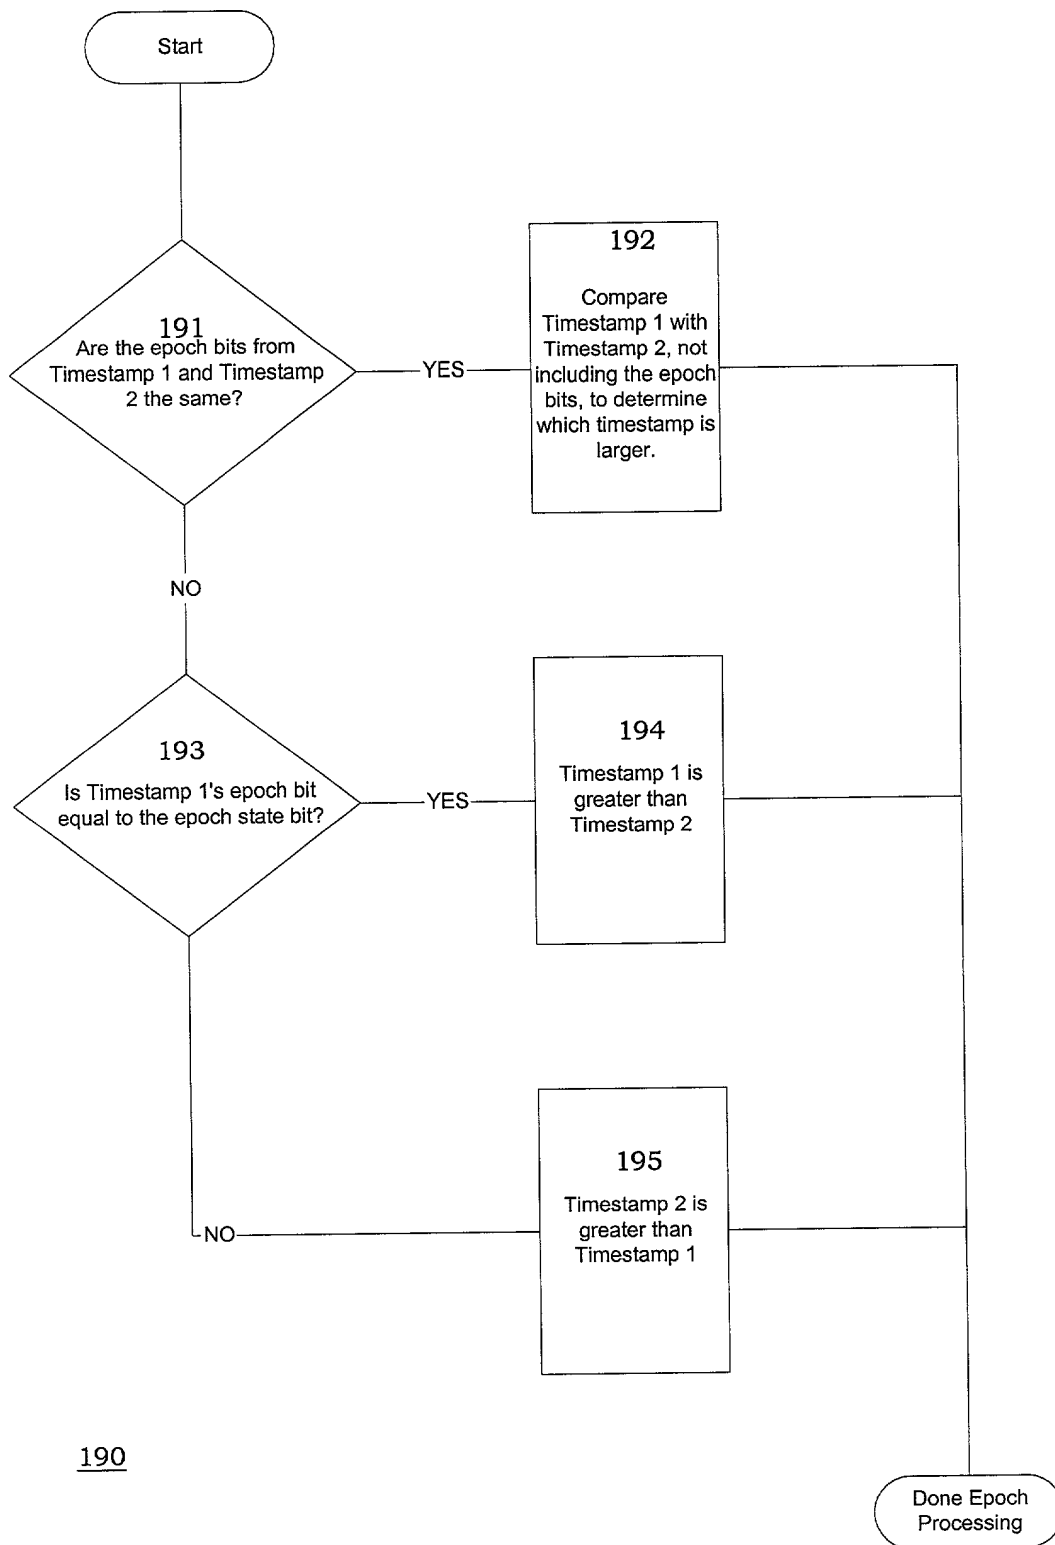 Start
191
Are the epoch bits from
Timestamp 1 and Timestamp
2 the same?
YES
192
Compare
Timestamp 1 with
Timestamp 2, not
including the epoch
bits, to determine
which timestamp is
larger.
NO
193
Is Timestamp 1's epoch bit
equal to the epoch state bit?
YES
194
Timestamp 1 is
greater than
Timestamp 2
NO
195
Timestamp 2 is
greater than
Timestamp 1
190
Done Epoch
Processing